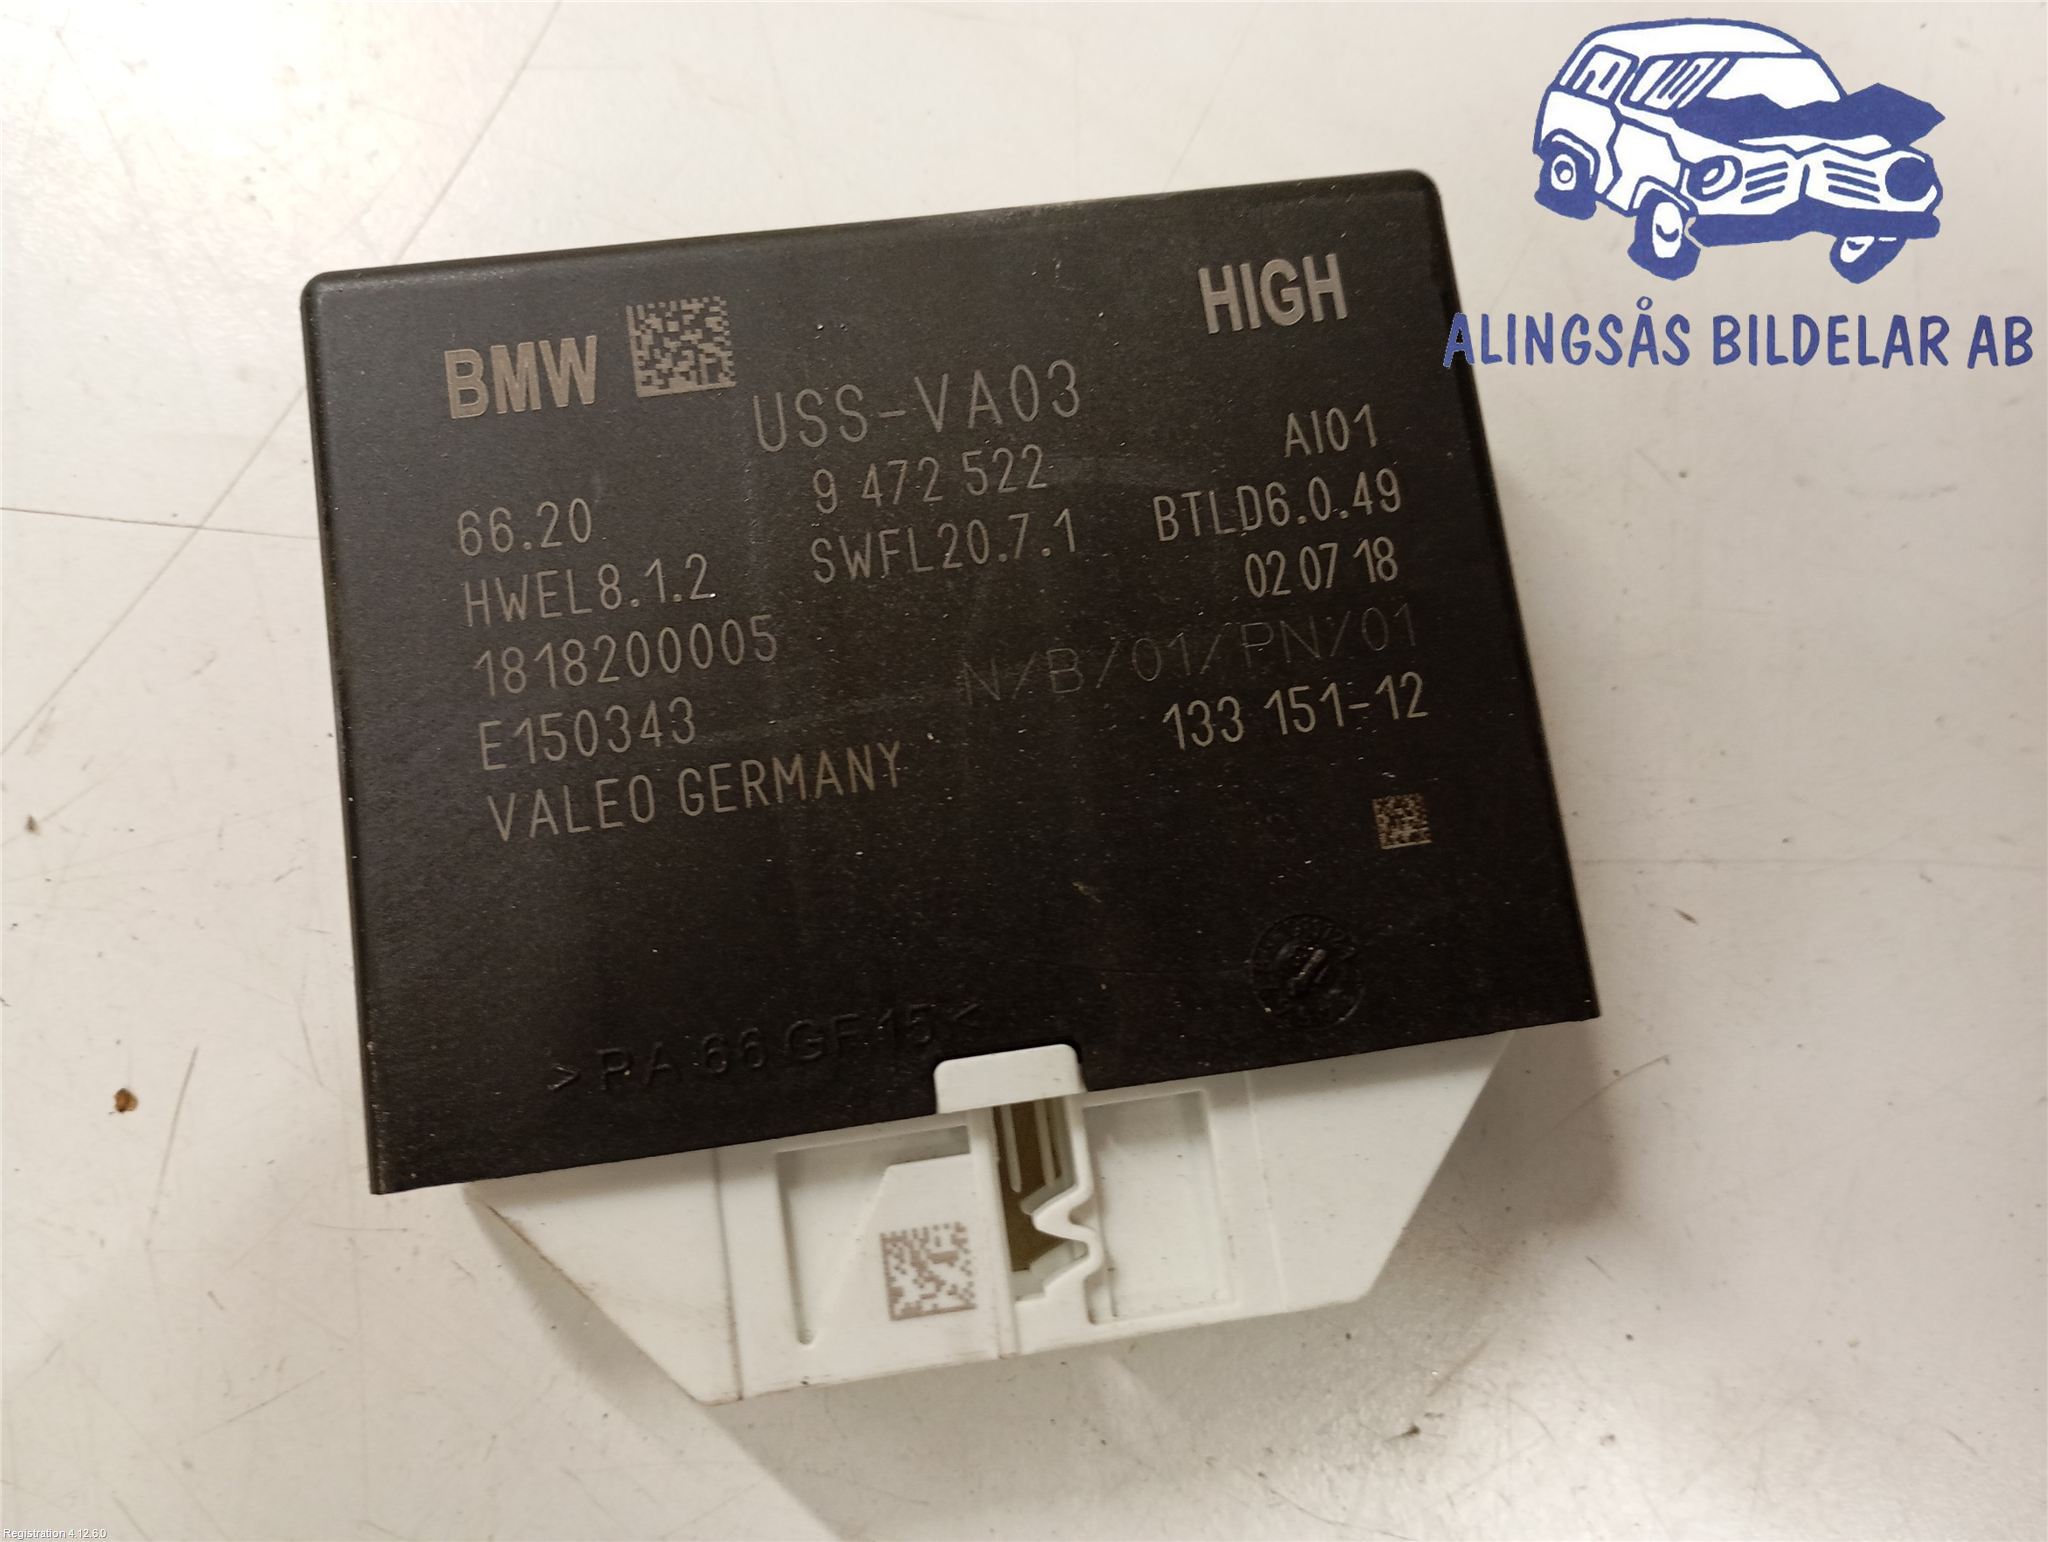 BMW
HIGH
USS-VA03
9 472 522
AI01
66.20
SWFL20.7.1
BTLD6.0.49
HWEL8.1.2
02 07 18
1818200005
N/B/01/PN/01
E150343
133 151-12
VALEO GERMANY
>PA 66 GF15<
ALINGSÅS BILDELAR AB
Registration 4.12.6.0